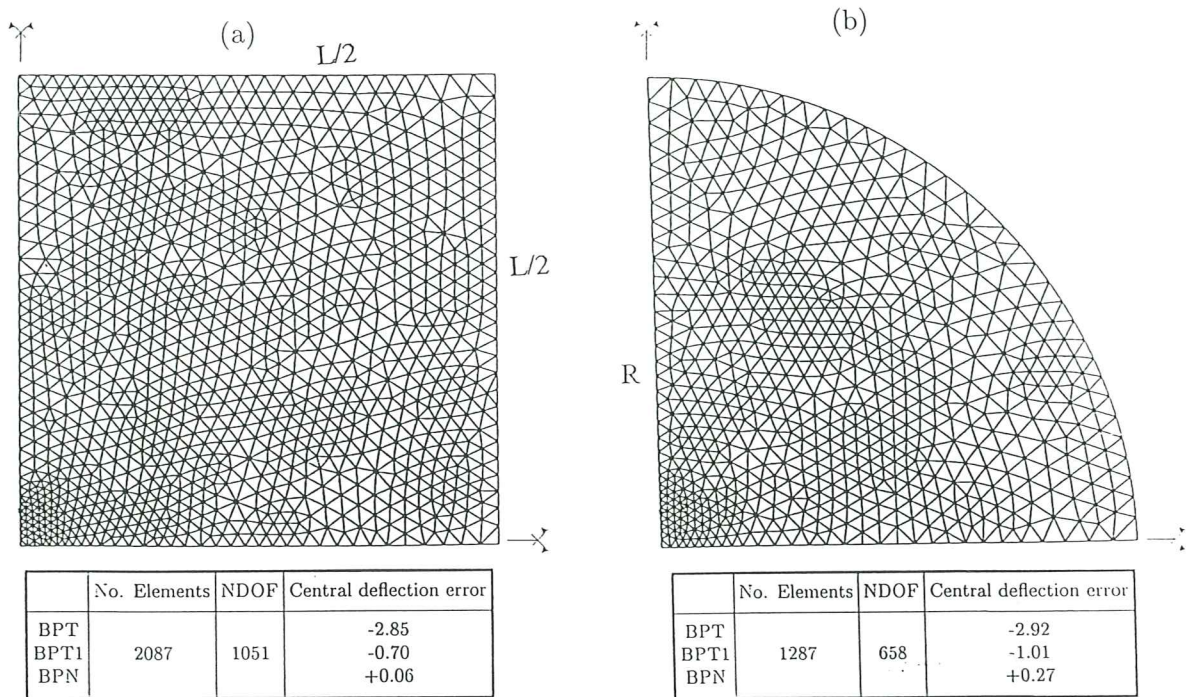 (a)
L/2
L/2
No. Elements NDOF Central deflection error
BPT -2.85
BPT1 2087 1051 -0.70
BPN +0.06
(b)
R
No. Elements NDOF Central deflection error
BPT -2.92
BPT1 1287 658 -1.01
BPN +0.27